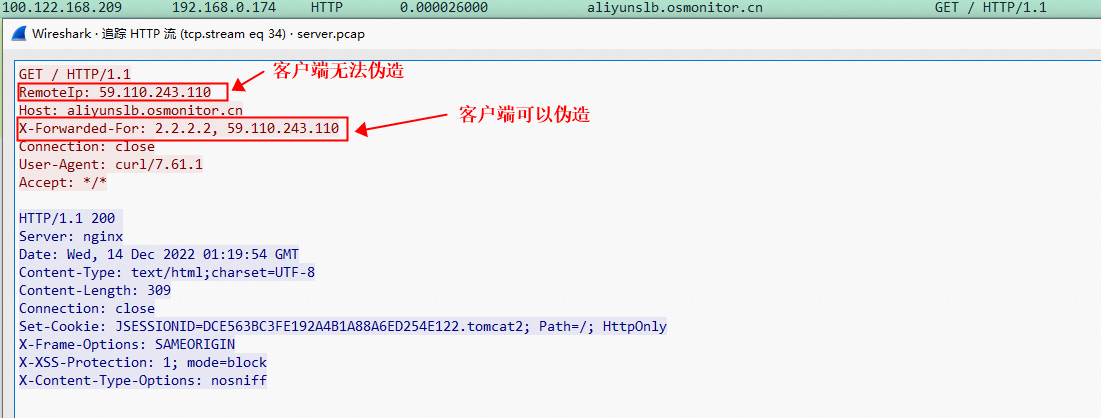 100.122.168.209 192.168.0.174 HTTP 0.000026000 aliyunslb.osmonitor.cn GET / HTTP/1.1
Wireshark · 追踪 HTTP 流 (tcp.stream eq 34) · server.pcap
GET / HTTP/1.1
客户端无法伪造
RemoteIp: 59.110.243.110
Host: aliyunslb.osmonitor.cn
客户端可以伪造
X-Forwarded-For: 2.2.2.2, 59.110.243.110
Connection: close
User-Agent: curl/7.61.1
Accept: */*
HTTP/1.1 200
Server: nginx
Date: Wed, 14 Dec 2022 01:19:54 GMT
Content-Type: text/html;charset=UTF-8
Content-Length: 309
Connection: close
Set-Cookie: JSESSIONID=DCE563BC3FE192A4B1A88A6ED254E122.tomcat2; Path=/; HttpOnly
X-Frame-Options: SAMEORIGIN
X-XSS-Protection: 1; mode=block
X-Content-Type-Options: nosniff